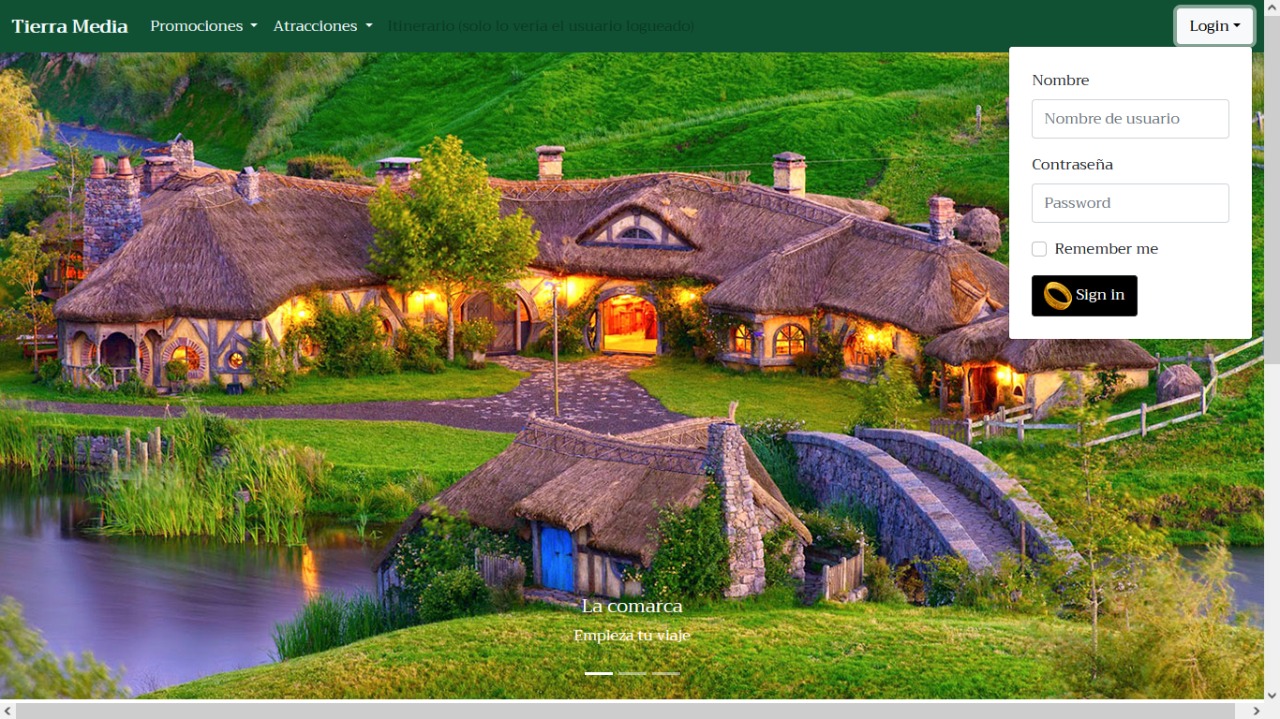 Tierra Media
Promociones
Atracciones
Itinerario (solo lo veria el usuario logueado)
Login
Nombre
Nombre de usuario
Contraseña
Password
Remember me
Sign in
La comarca
Empieza tu viaje